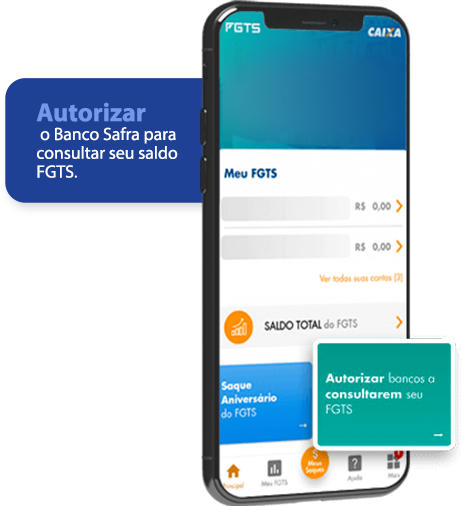 FGTS
CAIXA
Autorizar
o Banco Safra para
consultar seu saldo
FGTS.
Meu FGTS
R$ 0,00
R$ 0,00
Ver todas suas contas (3)
SALDO TOTAL do FGTS
Saque
Aniversário
do FGTS
→
Autorizar bancos a
consultarem seu
FGTS
→
$
Meus
Saques
Principal
Meu FGTS
?
Ajuda
Mais